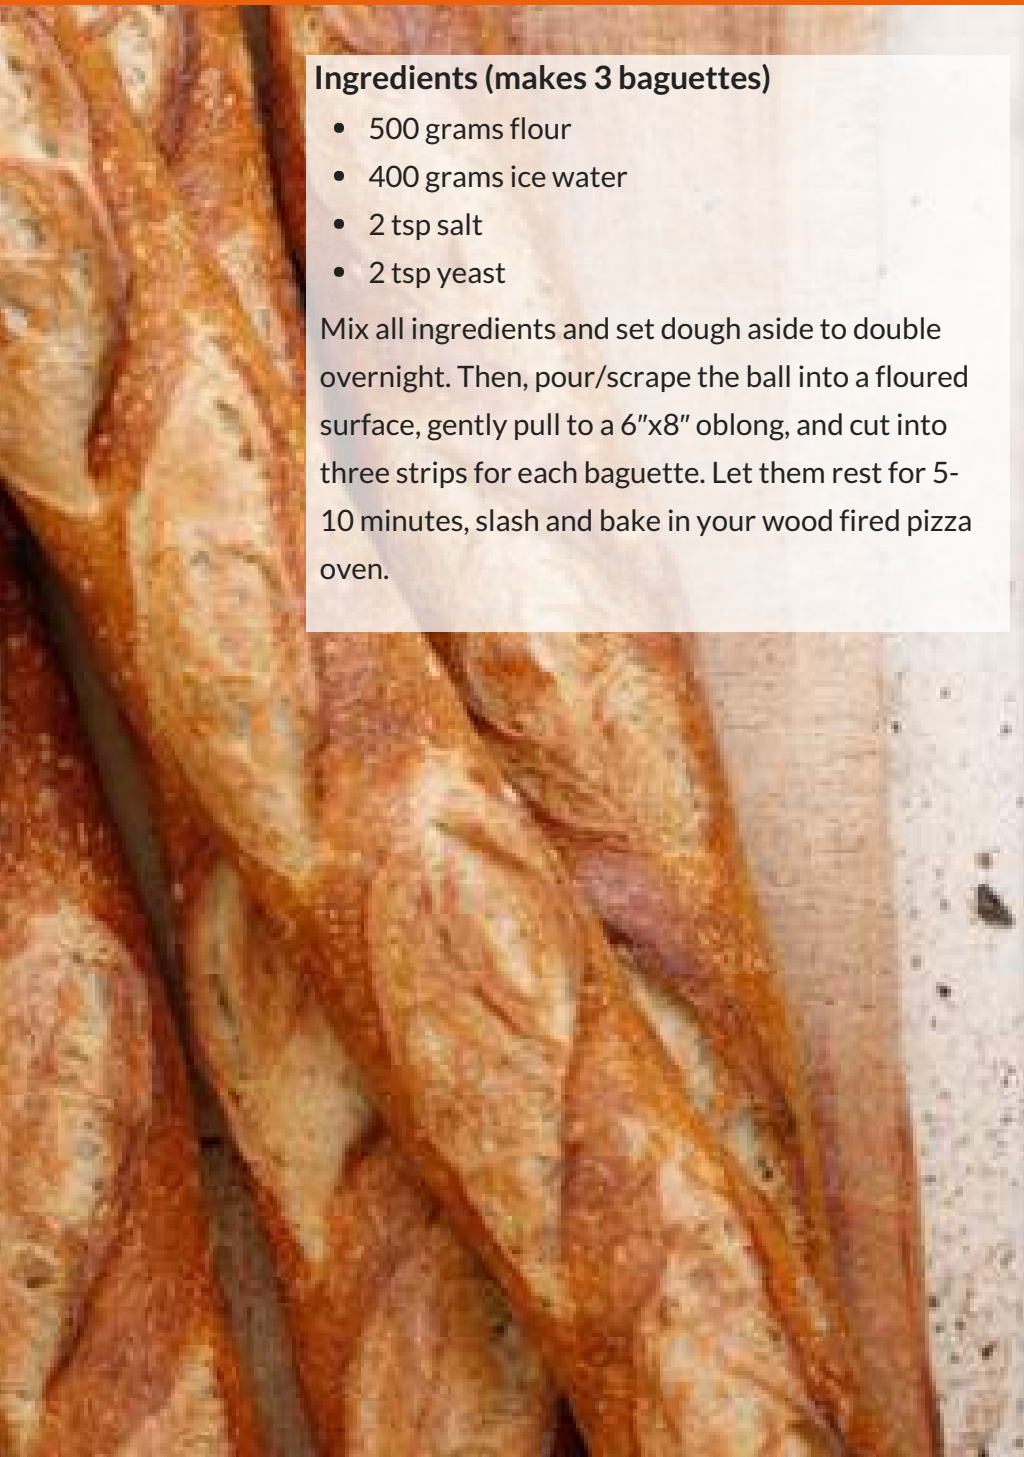 Ingredients (makes 3 baguettes)
• 500 grams flour
• 400 grams ice water
• 2 tsp salt
• 2 tsp yeast
Mix all ingredients and set dough aside to double
overnight. Then, pour/scrape the ball into a floured
surface, gently pull to a 6″x8″ oblong, and cut into
three strips for each baguette. Let them rest for 5-
10 minutes, slash and bake in your wood fired pizza
oven.